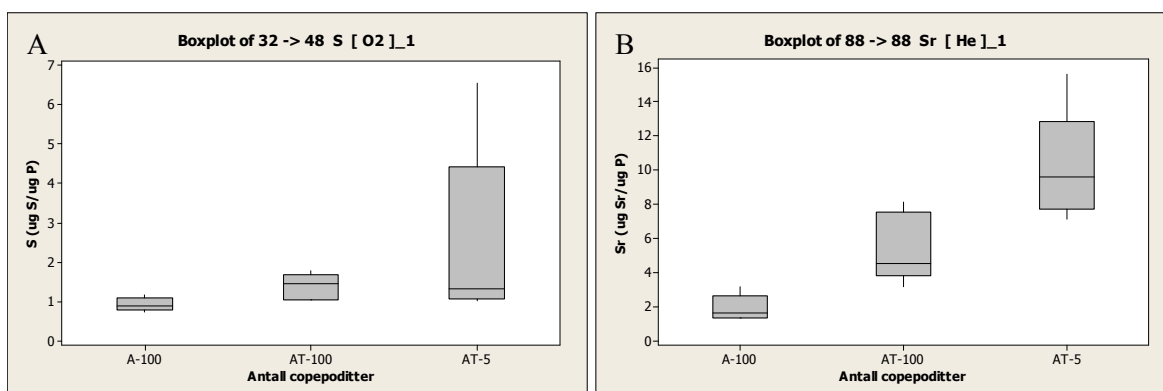 A
Boxplot of 32 -> 48 S [ O2 ]_1
7
6
5
4
3
2
1
0
S (ug S/ug P)
A-100
AT-100
AT-5
Antall copepoditter
B
Boxplot of 88 -> 88 Sr [ He ]_1
16
14
12
10
8
6
4
2
0
Sr (ug Sr/ug P)
A-100
AT-100
AT-5
Antall copepoditter